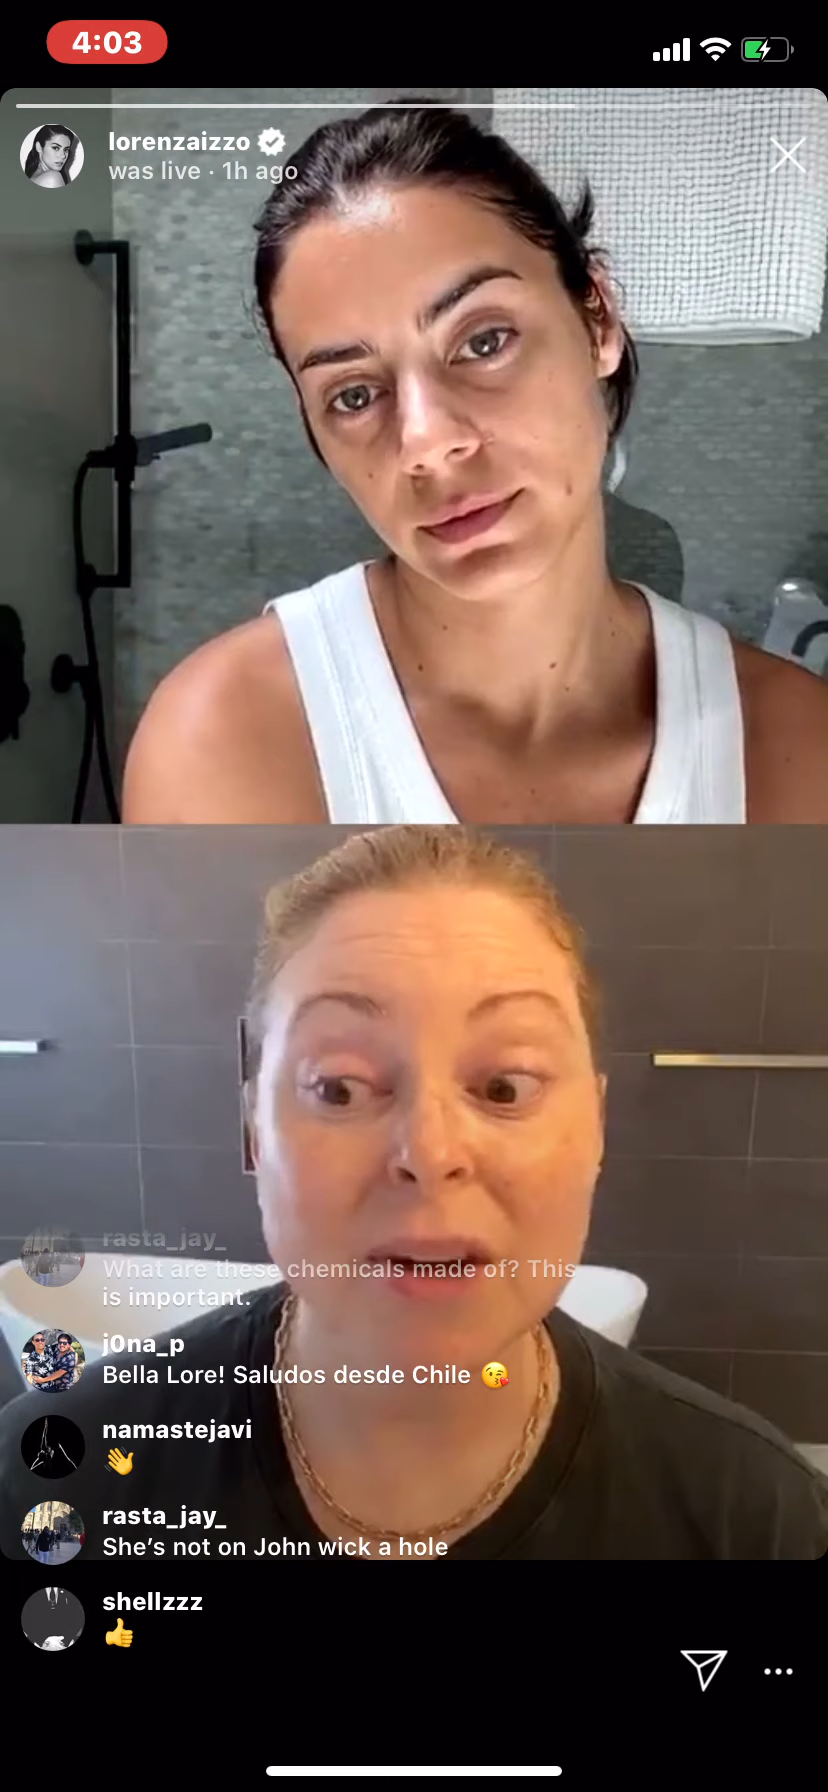 4:03
lorenzaizzo
was live · 1h ago
rasta_jay_
What are these chemicals made of? This
is important.
j0na_p
Bella Lore! Saludos desde Chile 😘
namastejavi
👋
rasta_jay_
She’s not on John wick a hole
shellzzz
👍